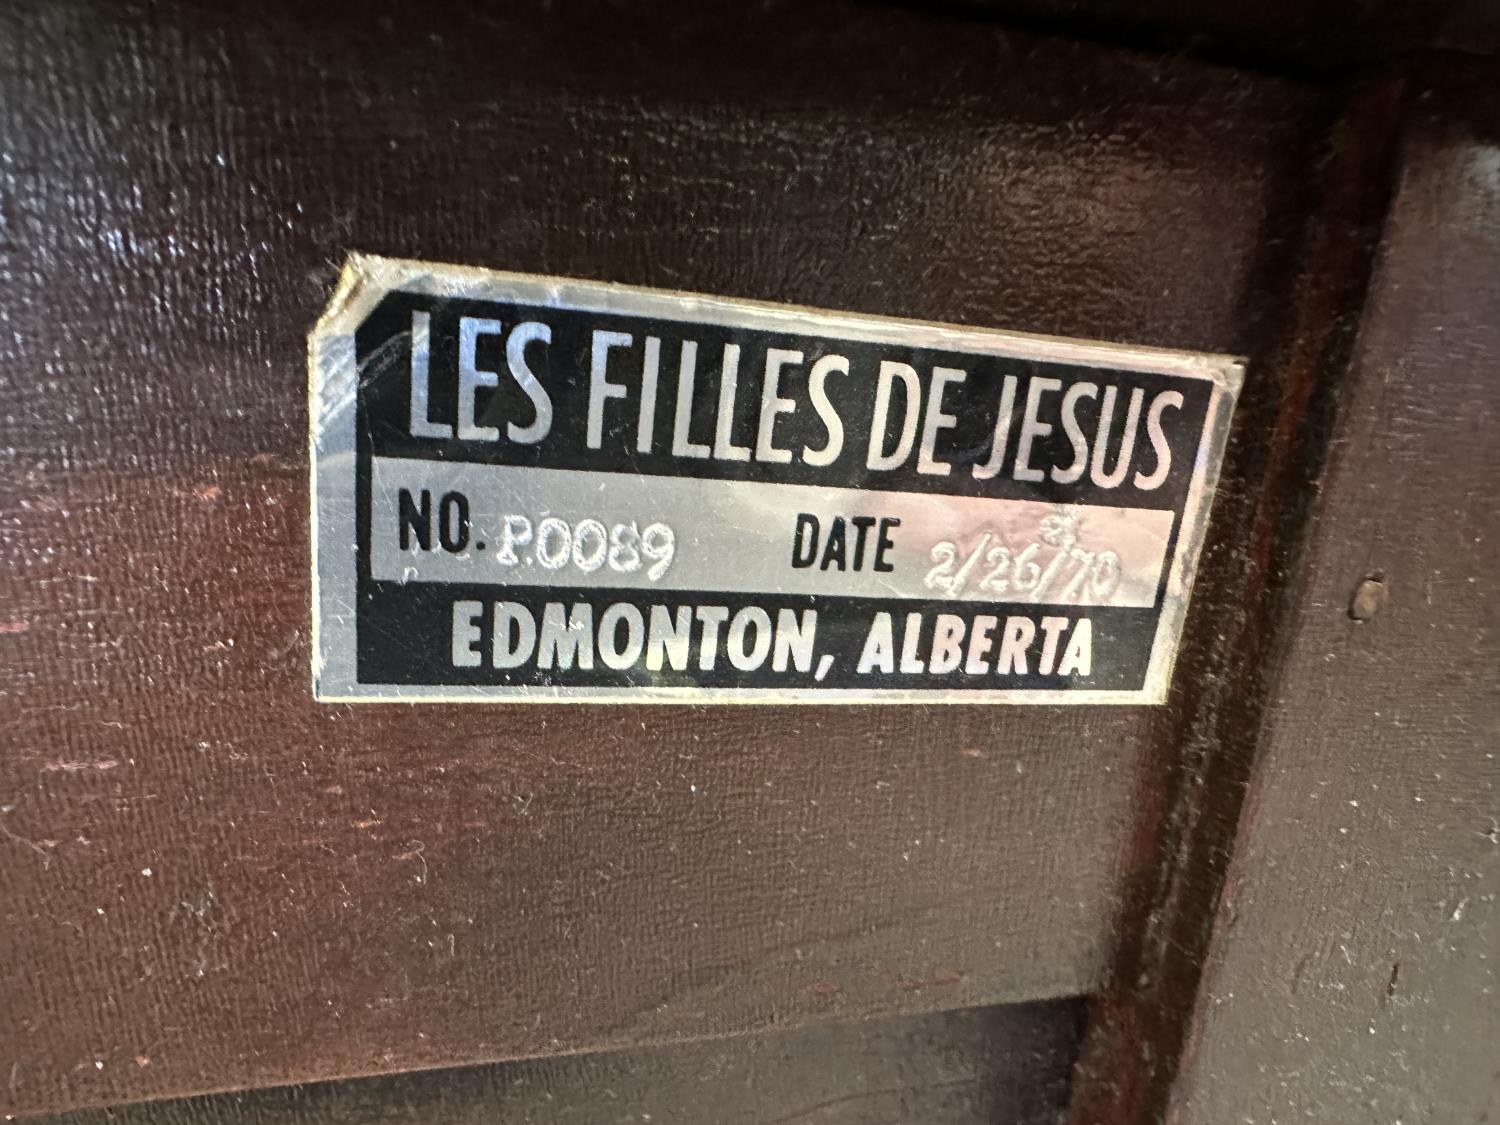 LES FILLES DE JESUS
NO. P.0089 DATE 2/26/70
EDMONTON, ALBERTA